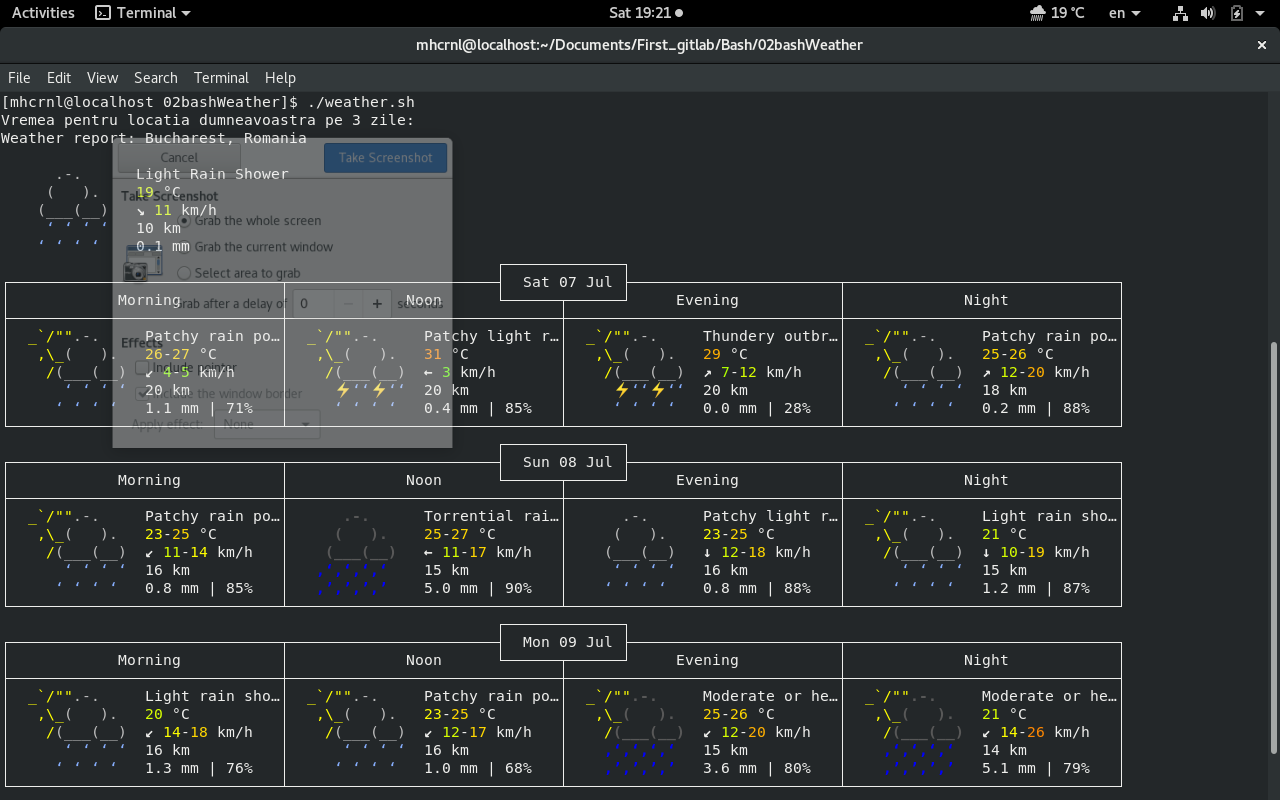 Activities Terminal Sat 19:21 19 °C en
mhcrnl@localhost:~/Documents/First_gitlab/Bash/02bashWeather ×
File Edit View Search Terminal Help
[mhcrnl@localhost 02bashWeather]$ ./weather.sh
Vremea pentru locatia dumneavoastra pe 3 zile:
Weather report: Bucharest, Romania
Cancel Take Screenshot
Light Rain Shower
19 °C
Take Screenshot
↘ 11 km/h
Grab the whole screen
10 km
0.1 mm
Grab the current window
Select area to grab
Sat 07 Jul
Grab after a delay of 0 − + seconds
Morning Noon Evening Night
Patchy rain po… Patchy light r… Thundery outbr… Patchy rain po…
Effects
26-27 °C 31 °C 29 °C 25-26 °C
Include pointer
↙ 4-5 km/h ← 3 km/h ↗ 7-12 km/h ↗ 12-20 km/h
20 km 20 km 20 km 18 km
Include the window border
1.1 mm | 71% 0.4 mm | 85% 0.0 mm | 28% 0.2 mm | 88%
Apply effect: None
Sun 08 Jul
Morning Noon Evening Night
Patchy rain po… Torrential rai… Patchy light r… Light rain sho…
23-25 °C 25-27 °C 23-25 °C 21 °C
↙ 11-14 km/h ← 11-17 km/h ↓ 12-18 km/h ↓ 10-19 km/h
16 km 15 km 16 km 15 km
0.8 mm | 85% 5.0 mm | 90% 0.8 mm | 88% 1.2 mm | 87%
Mon 09 Jul
Morning Noon Evening Night
Light rain sho… Patchy rain po… Moderate or he… Moderate or he…
20 °C 23-25 °C 25-26 °C 21 °C
↙ 14-18 km/h ↙ 12-17 km/h ↙ 12-20 km/h ↙ 14-26 km/h
16 km 16 km 15 km 14 km
1.3 mm | 76% 1.0 mm | 68% 3.6 mm | 80% 5.1 mm | 79%